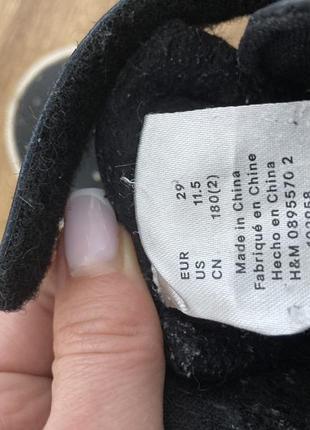 EUR 29
US 11.5
CN 180(2)
Made in China
Fabriqué en Chine
Hecho en China
H&M 0895570 2